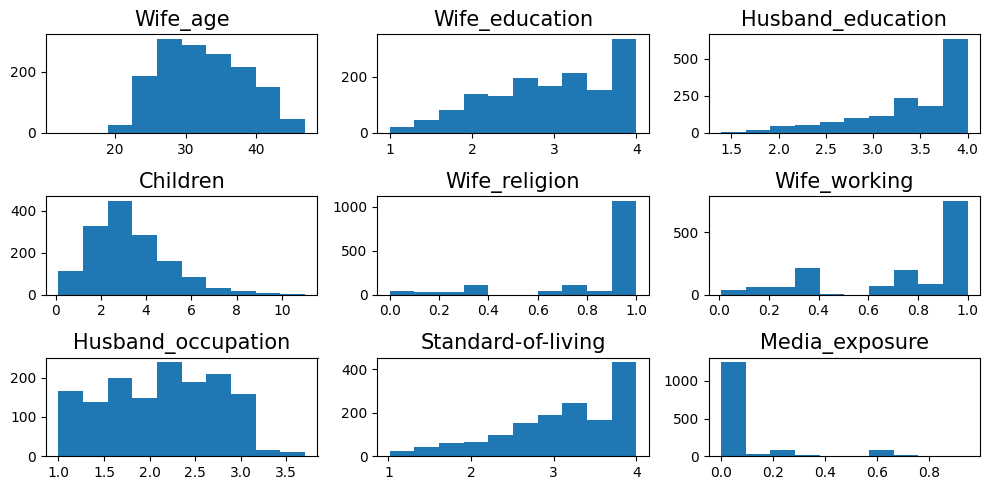 Wife_age
200
0
20 30 40
Wife_education
200
0
1 2 3 4
Husband_education
500
250
0
1.5 2.0 2.5 3.0 3.5 4.0
Children
400
200
0
0 2 4 6 8 10
Wife_religion
1000
500
0
0.0 0.2 0.4 0.6 0.8 1.0
Wife_working
500
0
0.0 0.2 0.4 0.6 0.8 1.0
Husband_occupation
200
100
0
1.0 1.5 2.0 2.5 3.0 3.5
Standard-of-living
400
200
0
1 2 3 4
Media_exposure
1000
500
0
0.0 0.2 0.4 0.6 0.8